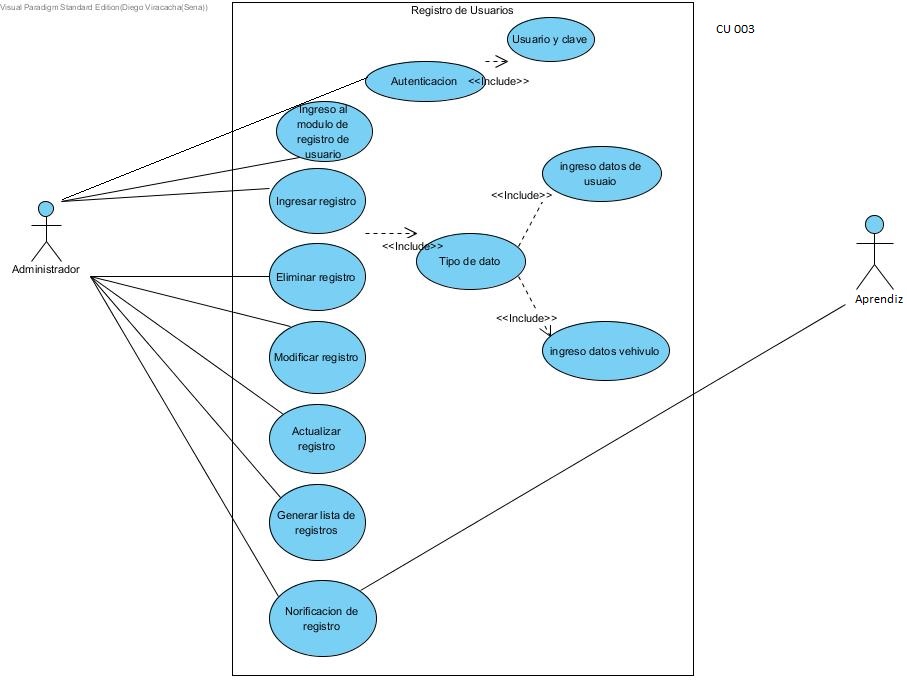 Visual Paradigm Standard Edition(Diego Viracacha(Sena))
Registro de Usuarios
CU 003
Usuario y clave
Autenticacion
<<Include>>
Ingreso al
modulo de
registro de
usuario
ingreso datos de
usuaio
<<Include>>
Ingresar registro
<<Include>>
Tipo de dato
Administrador
Eliminar registro
Aprendiz
<<Include>>
ingreso datos vehivulo
Modificar registro
Actualizar
registro
Generar lista de
registros
Norificacion de
registro